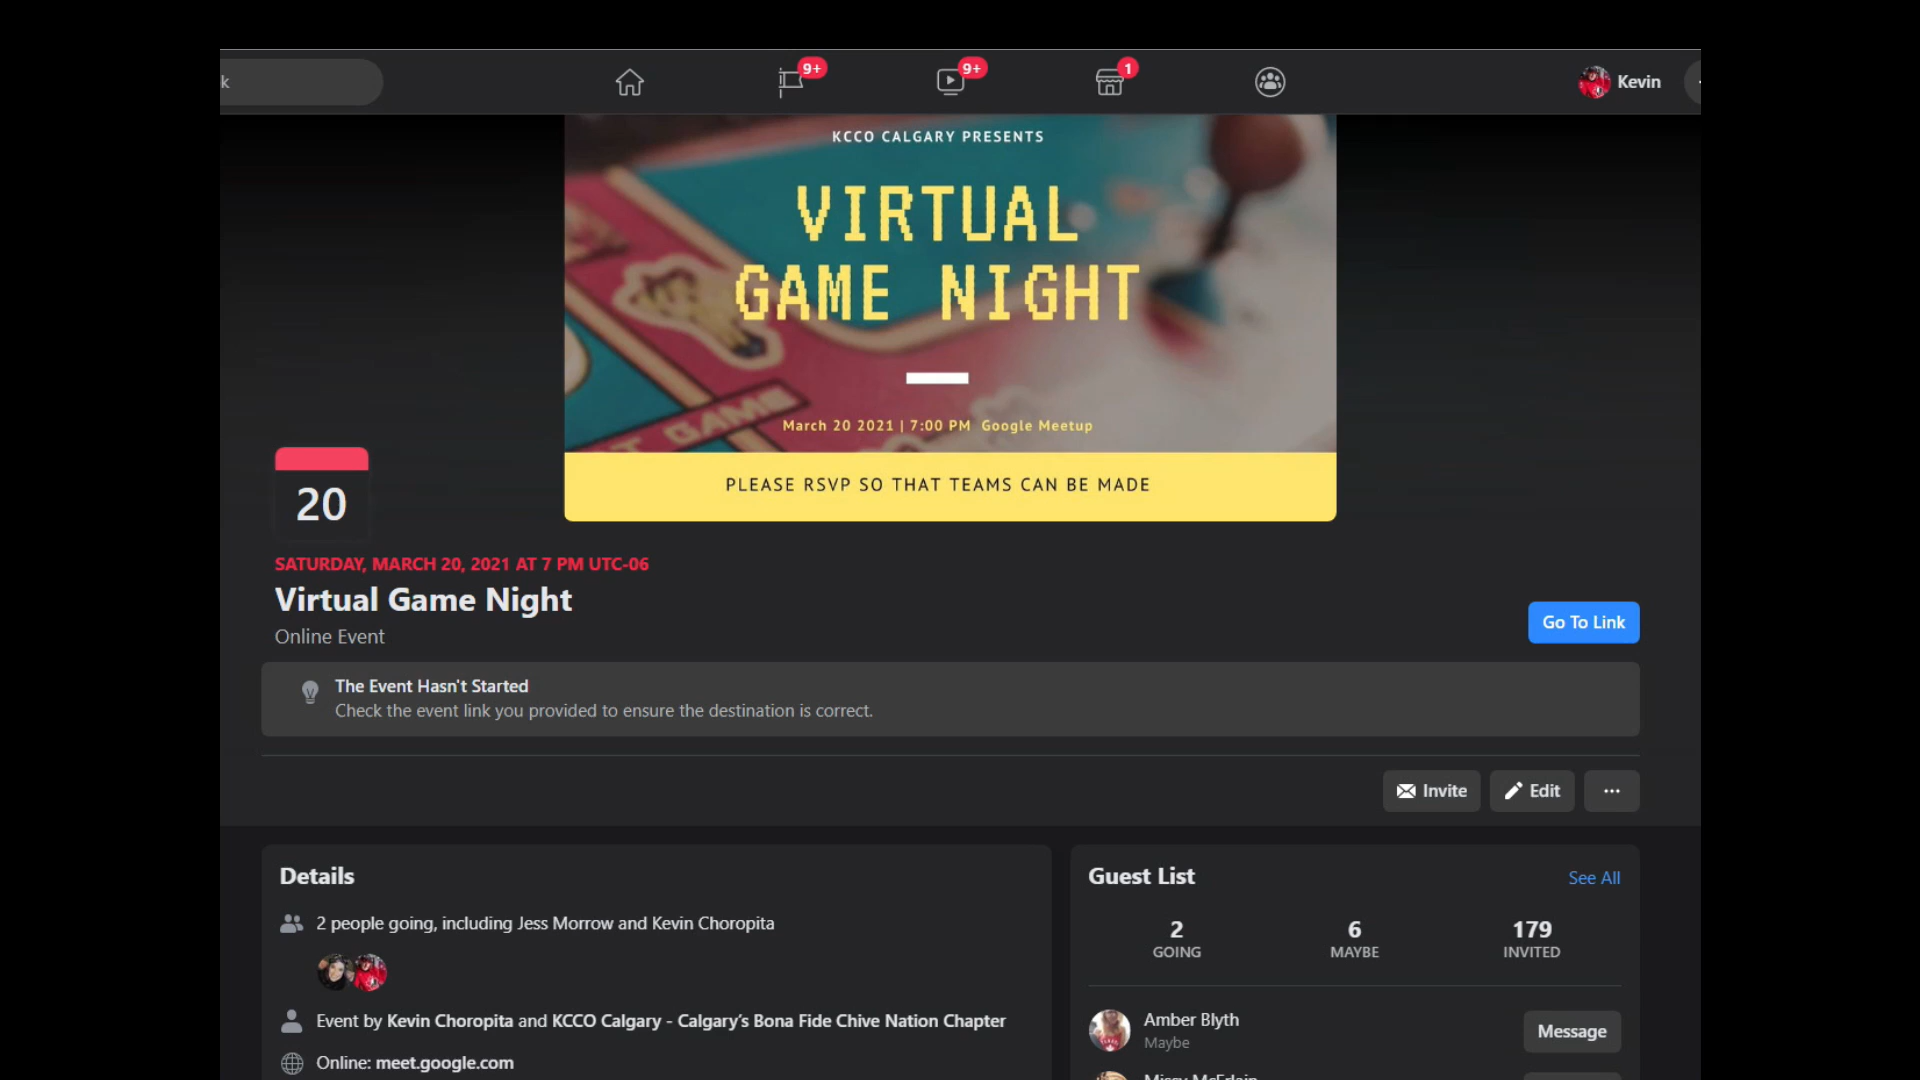 k
9+
9+
1
Kevin
KCCO CALGARY PRESENTS
VIRTUAL
GAME NIGHT
GAME
March 20 2021 | 7:00 PM Google Meetup
PLEASE RSVP SO THAT TEAMS CAN BE MADE
20
SATURDAY, MARCH 20, 2021 AT 7 PM UTC-06
Virtual Game Night
Online Event
Go To Link
The Event Hasn't Started
Check the event link you provided to ensure the destination is correct.
Invite
Edit
Details
2 people going, including Jess Morrow and Kevin Choropita
Event by Kevin Choropita and KCCO Calgary - Calgary's Bona Fide Chive Nation Chapter
Online: meet.google.com
Guest List
See All
2
GOING
6
MAYBE
179
INVITED
Amber Blyth
Maybe
Message